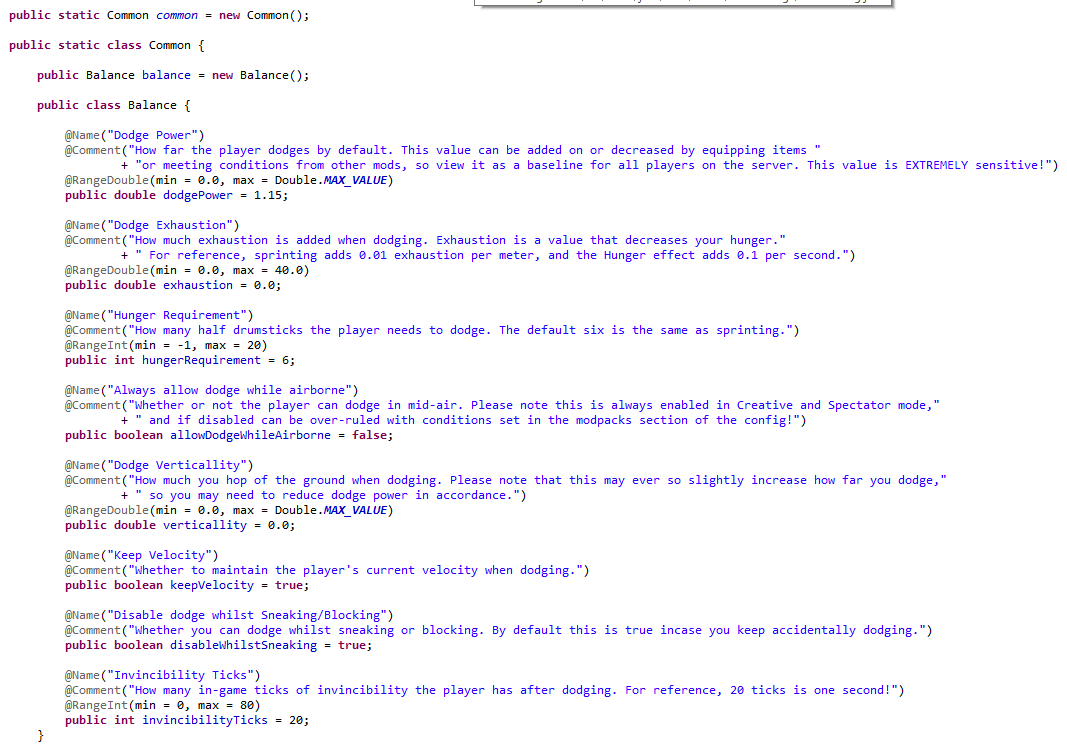 public static Common common = new Common();
public static class Common {
public Balance balance = new Balance();
public class Balance {
@Name("Dodge Power")
@Comment("How far the player dodges by default. This value can be added on or decreased by equipping items "
+ "or meeting conditions from other mods, so view it as a baseline for all players on the server. This value is EXTREMELY sensitive!")
@RangeDouble(min = 0.0, max = Double.MAX_VALUE)
public double dodgePower = 1.15;
@Name("Dodge Exhaustion")
@Comment("How much exhaustion is added when dodging. Exhaustion is a value that decreases your hunger."
+ " For reference, sprinting adds 0.01 exhaustion per meter, and the Hunger effect adds 0.1 per second.")
@RangeDouble(min = 0.0, max = 40.0)
public double exhaustion = 0.0;
@Name("Hunger Requirement")
@Comment("How many half drumsticks the player needs to dodge. The default six is the same as sprinting.")
@RangeInt(min = -1, max = 20)
public int hungerRequirement = 6;
@Name("Always allow dodge while airborne")
@Comment("Whether or not the player can dodge in mid-air. Please note this is always enabled in Creative and Spectator mode,"
+ " and if disabled can be over-ruled with conditions set in the modpacks section of the config!")
public boolean allowDodgeWhileAirborne = false;
@Name("Dodge Verticallity")
@Comment("How much you hop of the ground when dodging. Please note that this may ever so slightly increase how far you dodge,"
+ " so you may need to reduce dodge power in accordance.")
@RangeDouble(min = 0.0, max = Double.MAX_VALUE)
public double verticallity = 0.0;
@Name("Keep Velocity")
@Comment("Whether to maintain the player's current velocity when dodging.")
public boolean keepVelocity = true;
@Name("Disable dodge whilst Sneaking/Blocking")
@Comment("Whether you can dodge whilst sneaking or blocking. By default this is true incase you keep accidentally dodging.")
public boolean disableWhilstSneaking = true;
@Name("Invincibility Ticks")
@Comment("How many in-game ticks of invincibility the player has after dodging. For reference, 20 ticks is one second!")
@RangeInt(min = 0, max = 80)
public int invincibilityTicks = 20;
}